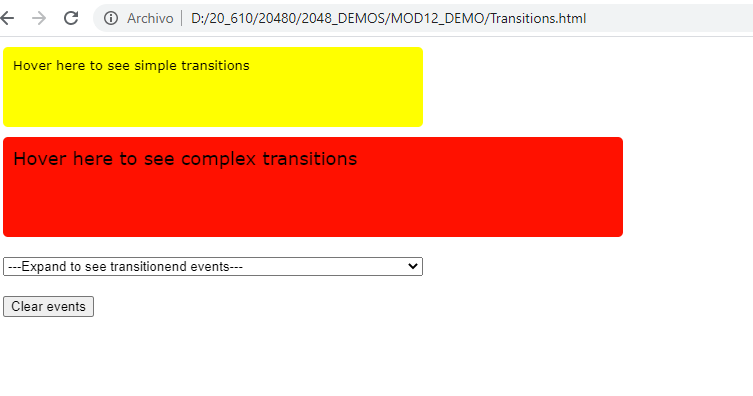 Archivo D:/20_610/20480/2048_DEMOS/MOD12_DEMO/Transitions.html
Hover here to see simple transitions
Hover here to see complex transitions
---Expand to see transitionend events---
Clear events